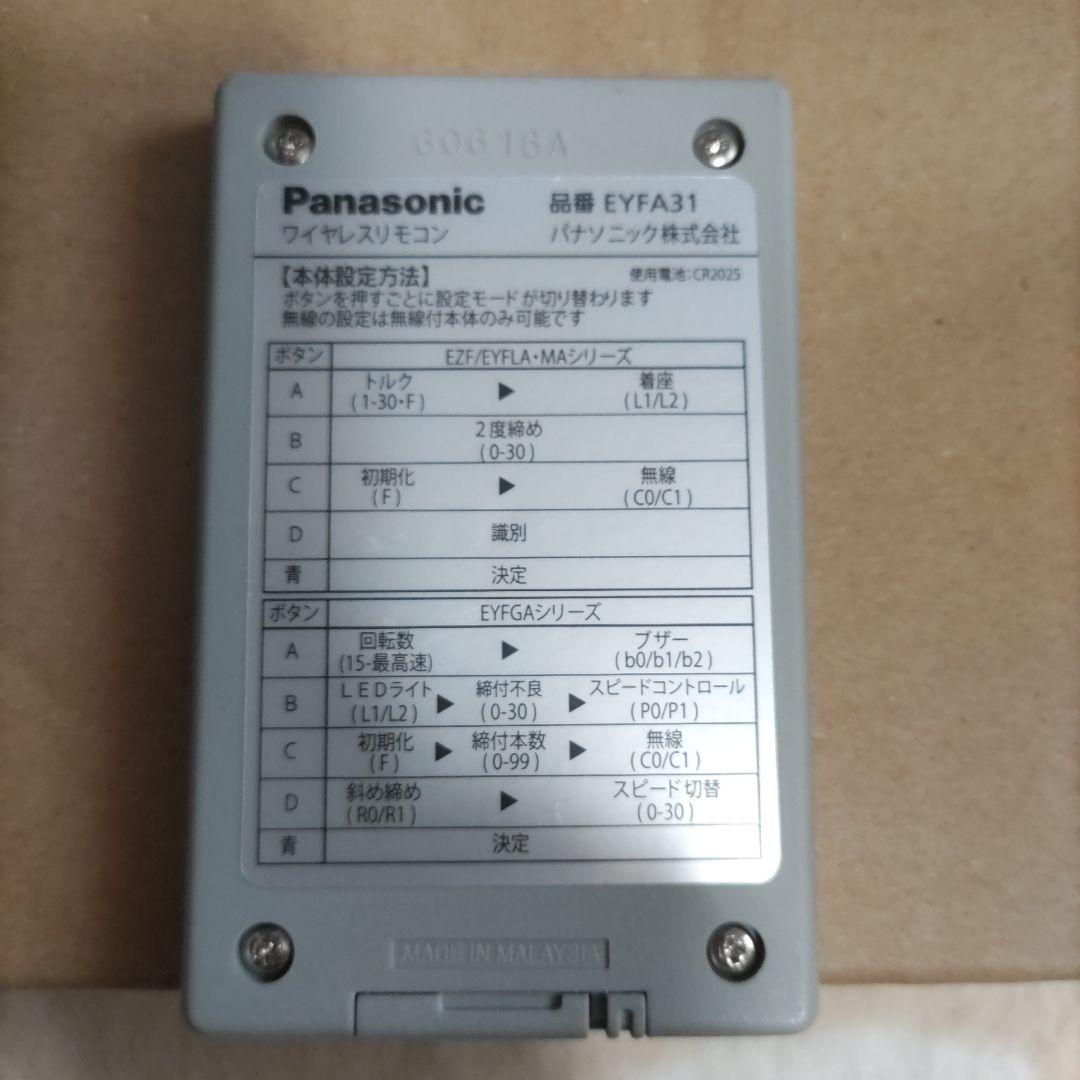 60616A
Panasonic 品番 EYFA31
ワイヤレスリモコン パナソニック株式会社
【本体設定方法】 使用電池:CR2025
ボタンを押すごとに設定モードが切り替わります
無線の設定は無線付本体のみ可能です
ボタン EZF/EYFLA・MAシリーズ
A トルク ▶ 着座
(1-30・F) (L1/L2)
B 2度締め
(0-30)
C 初期化 ▶ 無線
(F) (C0/C1)
D 識別
青 決定
ボタン EYFGAシリーズ
A 回転数 ▶ ブザー
(15-最高速) (b0/b1/b2)
B LEDライト ▶ 締付不良 ▶ スピードコントロール
(L1/L2) (0-30) (P0/P1)
C 初期化 ▶ 締付本数 ▶ 無線
(F) (0-99) (C0/C1)
D 斜め締め ▶ スピード切替
(R0/R1) (0-30)
青 決定
MADE IN MALAYSIA